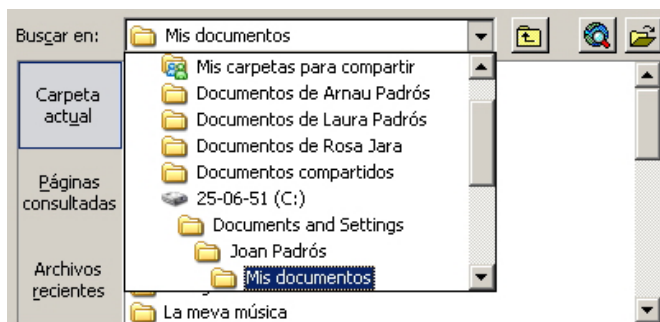 Buscar en:
Mis documentos
Mis carpetas para compartir
Carpeta
actual
Documentos de Arnau Padrós
Documentos de Laura Padrós
Documentos de Rosa Jara
Páginas
consultadas
Documentos compartidos
25-06-51 (C:)
Documents and Settings
Joan Padrós
Archivos
recientes
Mis documentos
La meva música